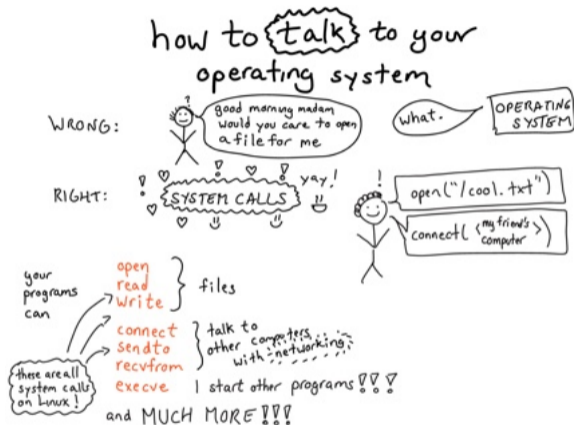 how to talk to your
operating system
WRONG:
?
good morning madam
would you care to open
a file for me
what.
OPERATING
SYSTEM
RIGHT:
! ! !
SYSTEM CALLS
yay!
!
open("/cool.txt")
connect( <my friend's
computer> )
your
programs
can
open
read
write
files
connect
sendto
recvfrom
talk to
other computers
with networking
execve
I start other programs!!!
these are all
system calls
on Linux!
and MUCH MORE!!!